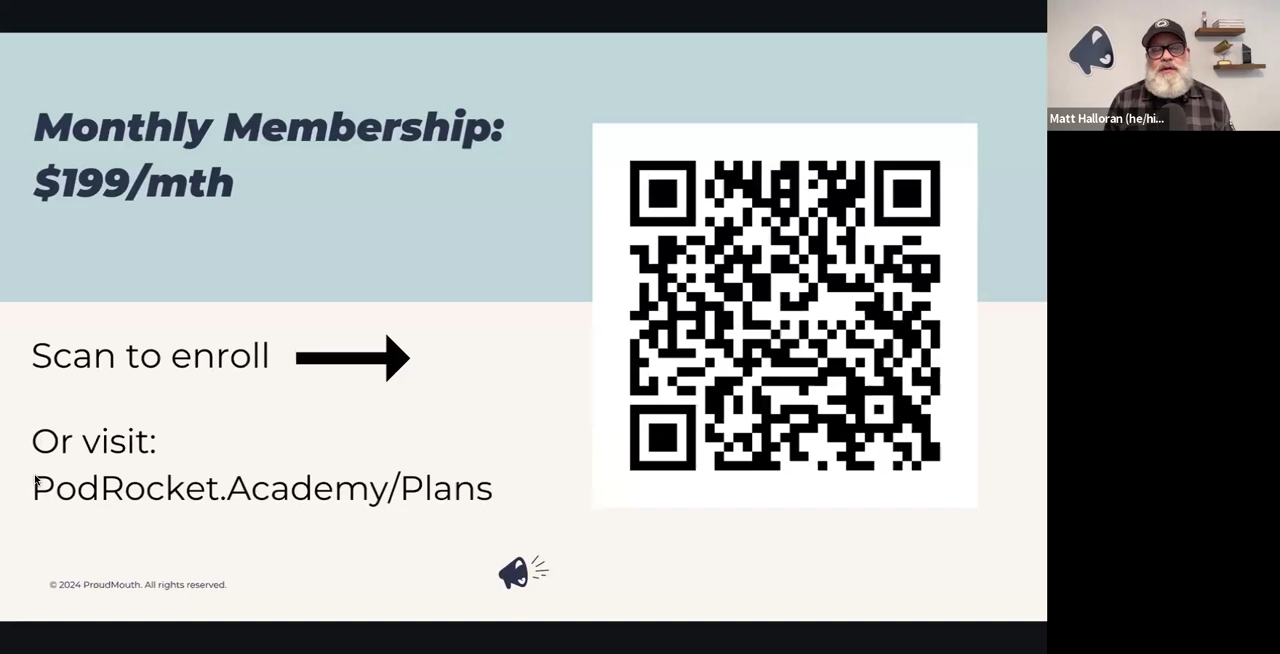 Monthly Membership:
$199/mth
Scan to enroll
Or visit:
PodRocket.Academy/Plans
© 2024 ProudMouth. All rights reserved.
Matt Halloran (he/hi...